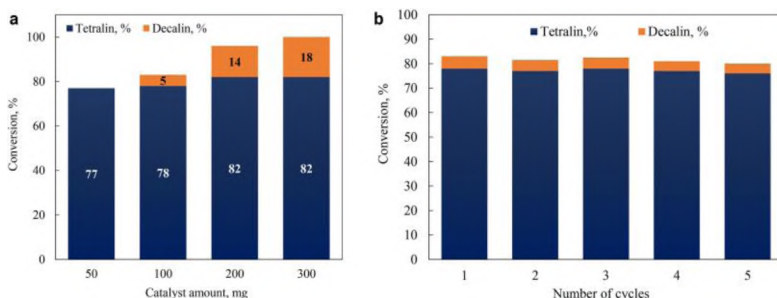 a
Tetralin, % Decalin, %
Conversion, %
100
80
60
40
20
0
77
5
78
14
82
18
82
50 100 200 300
Catalyst amount, mg
b
Tetralin,% Decalin, %
Conversion, %
100
90
80
70
60
50
40
30
20
10
0
1 2 3 4 5
Number of cycles